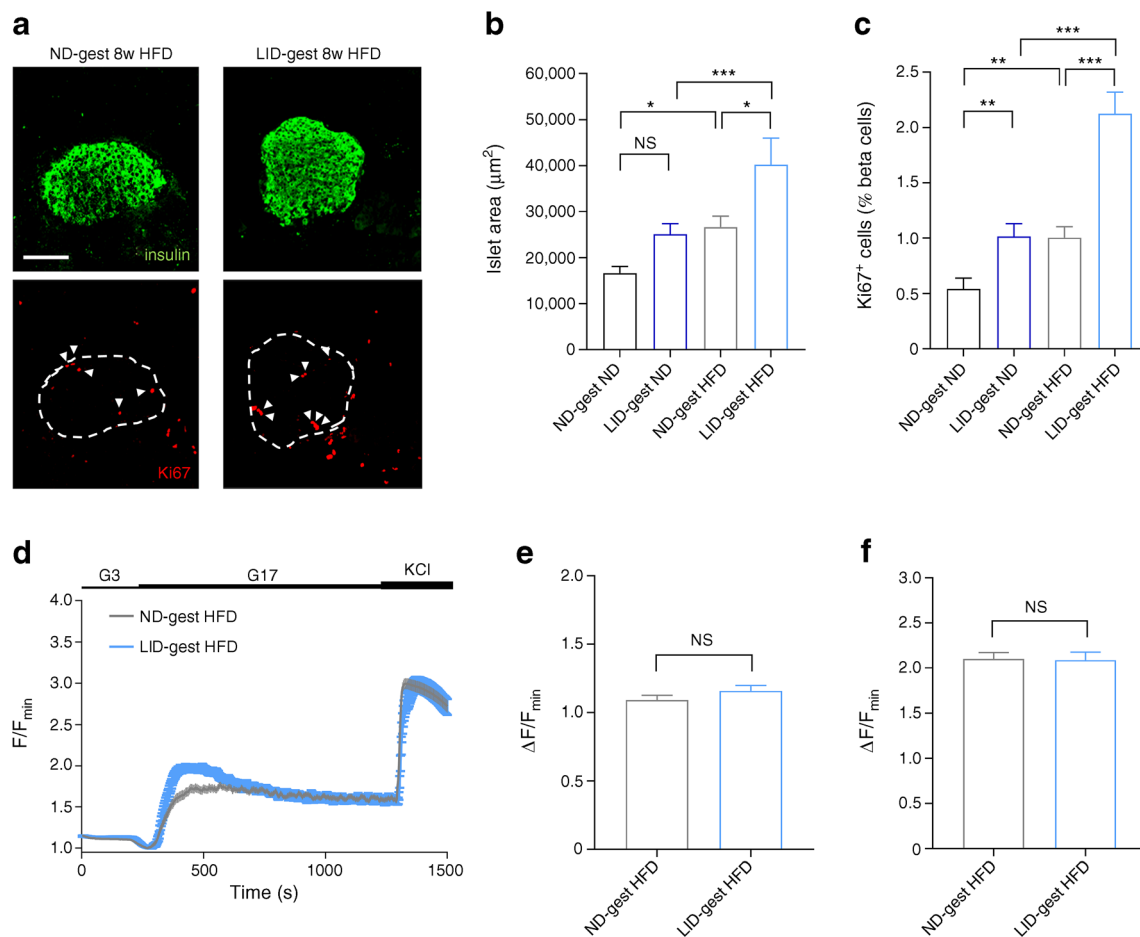 a
ND-gest 8w HFD
LID-gest 8w HFD
insulin
Ki67
b
Islet area (μm²)
60,000
50,000
40,000
30,000
20,000
10,000
0
***
*
*
NS
ND-gest ND
LID-gest ND
ND-gest HFD
LID-gest HFD
c
Ki67⁺ cells (% beta cells)
2.5
2.0
1.5
1.0
0.5
0
***
**
***
**
ND-gest ND
LID-gest ND
ND-gest HFD
LID-gest HFD
d
G3
G17
KCl
F/Fmin
4.0
3.5
3.0
2.5
2.0
1.5
1.0
ND-gest HFD
LID-gest HFD
0
500
1000
1500
Time (s)
e
ΔF/Fmin
2.0
1.5
1.0
0.5
0
NS
ND-gest HFD
LID-gest HFD
f
ΔF/Fmin
3.0
2.5
2.0
1.5
1.0
0.5
0
NS
ND-gest HFD
LID-gest HFD